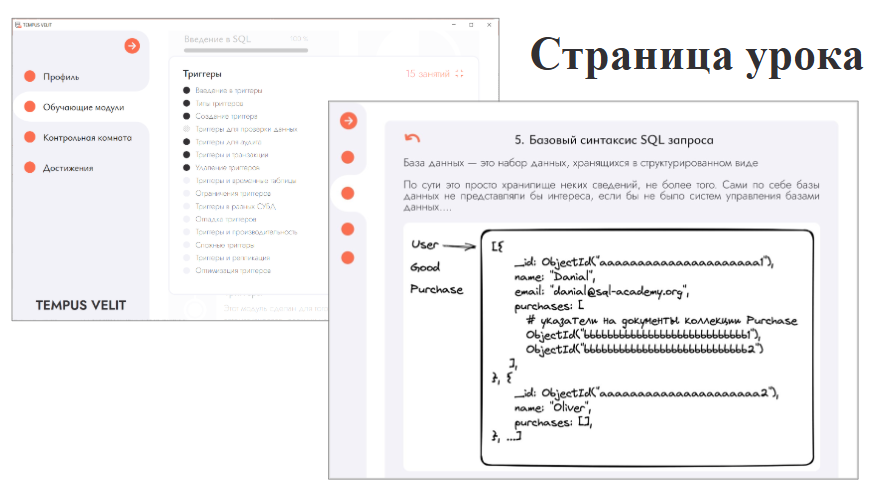 Страница урока
TEMPUS VELIT
Введение в SQL 100 %
Профиль
Обучающие модули
Контрольная комната
Достижения
TEMPUS VELIT
Триггеры 15 занятий
Введение в триггеры
Типы триггеров
Создание триггера
Триггеры для проверки данных
Триггеры для аудита
Триггеры и транзакции
Удаление триггеров
Триггеры и временные таблицы
Ограничения триггеров
Триггеры в разных СУБД
Отладка триггеров
Триггеры и производительность
Сложные триггеры
Триггеры и репликация
Оптимизация триггеров
5. Базовый синтаксис SQL запроса
База данных — это набор данных, хранящихся в структурированном виде
По сути это просто хранилище неких сведений, не более того. Сами по себе базы
данных не представляли бы интереса, если бы не было систем управления базами
данных....
User
Good
Purchase
[{
_id: ObjectId("aaaaaaaaaaaaaaaaaaaaa1"),
name: "Danial",
email: "danial@sql-academy.org",
purchases: [
# указатели на документы коллекции Purchase
ObjectId("bbbbbbbbbbbbbbbbbbbbbbbbbbb1"),
ObjectId("bbbbbbbbbbbbbbbbbbbbbbbbbbb2")
],
}, {
_id: ObjectId("aaaaaaaaaaaaaaaaaaaaa2"),
name: "Oliver",
purchases: [],
}, ...]